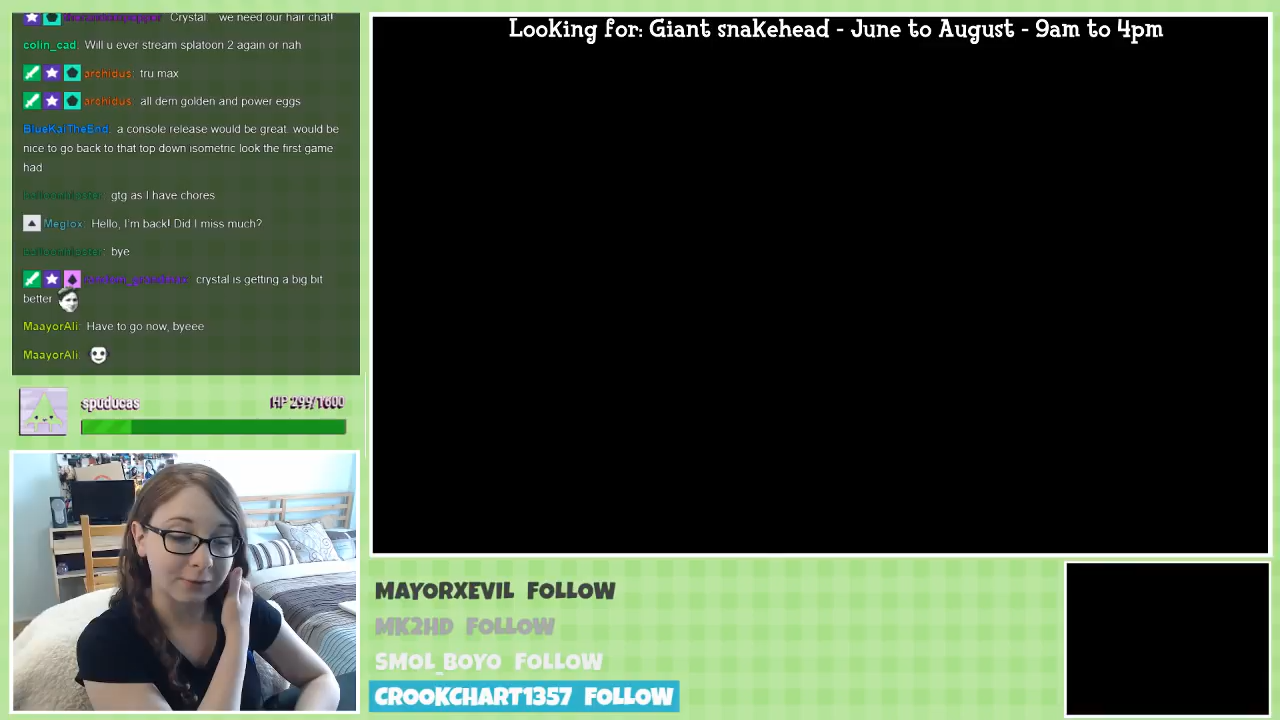 Crystal: we need our hair chat!
colin_cad: Will u ever stream splatoon 2 again or nah
archidus: tru max
archidus: all dem golden and power eggs
BlueKaiTheEnd: a console release would be great. would be
nice to go back to that top down isometric look the first game
had
gtg as I have chores
Meglox: Hello, I'm back! Did I miss much?
: bye
crystal is getting a big bit
better
MaayorAli: Have to go now, byeee
MaayorAli:
spuducas HP 299/1600
Looking for: Giant snakehead - June to August - 9am to 4pm
MAYORXEVIL FOLLOW
MK2HD FOLLOW
SMOL_BOYO FOLLOW
CROOKCHART1357 FOLLOW